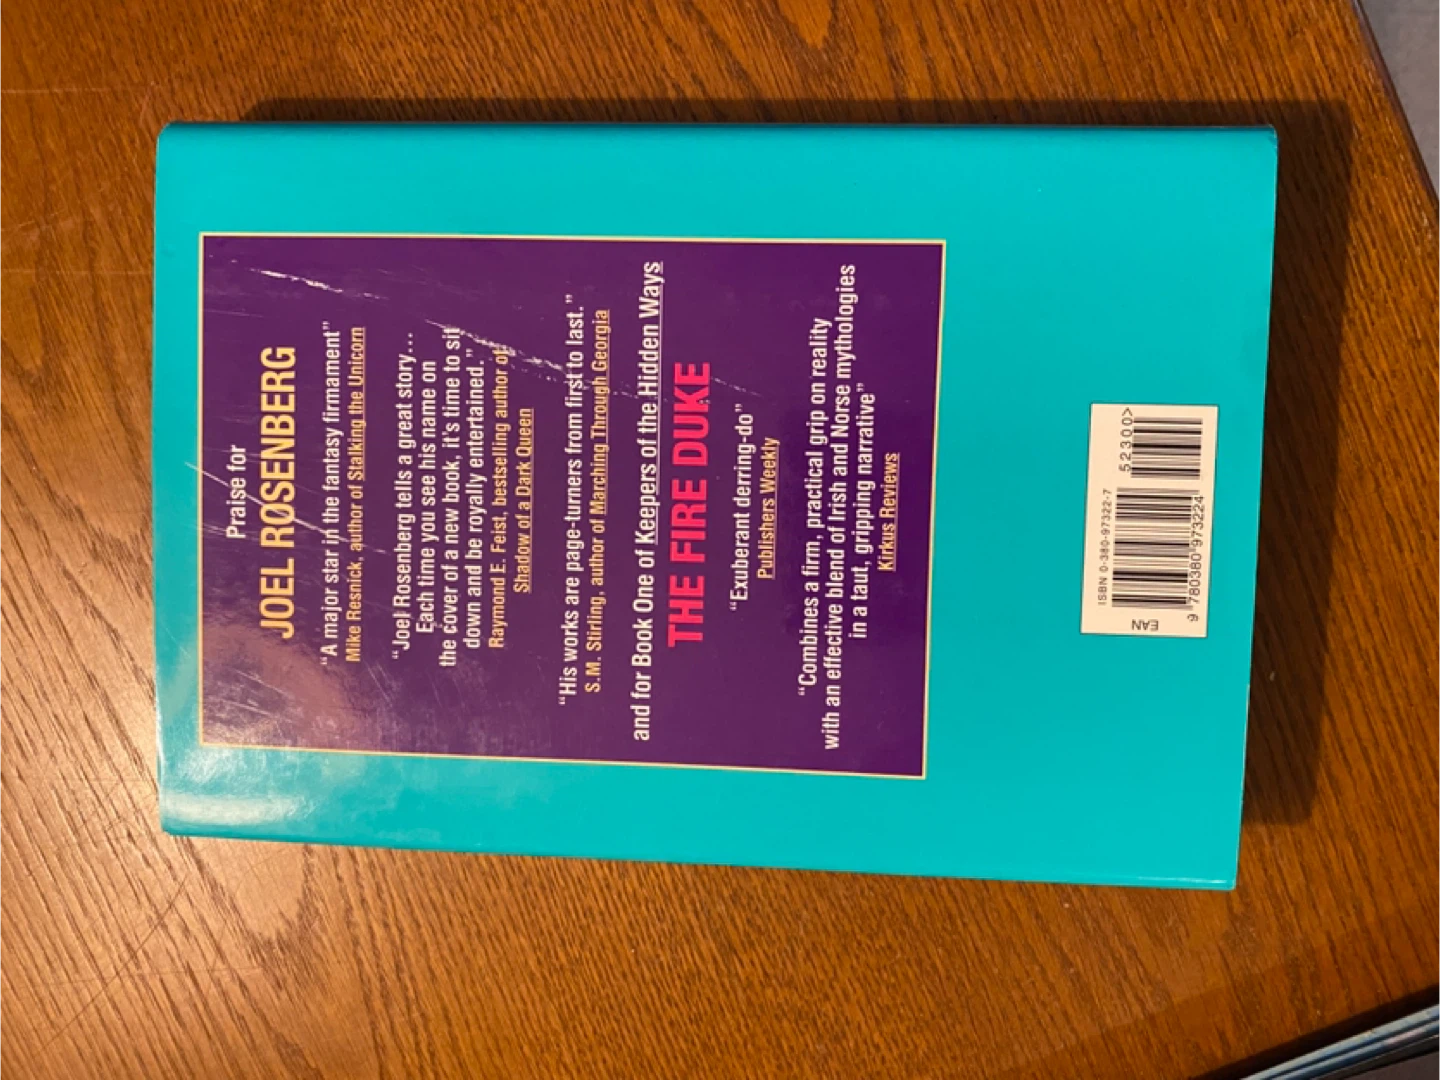 Praise for
JOEL ROSENBERG
“A major star in the fantasy firmament”
Mike Resnick, author of Stalking the Unicorn
“Joel Rosenberg tells a great story…
Each time you see his name on
the cover of a new book, it’s time to sit
down and be royally entertained.”
Raymond E. Feist, bestselling author of
Shadow of a Dark Queen
“His works are page-turners from first to last.”
S.M. Stirling, author of Marching Through Georgia
and for Book One of Keepers of the Hidden Ways
THE FIRE DUKE
“Exuberant derring-do”
Publishers Weekly
“Combines a firm, practical grip on reality
with an effective blend of Irish and Norse mythologies
in a taut, gripping narrative”
Kirkus Reviews
ISBN 0-380-97322-7
52300>
EAN
9 780380 973224